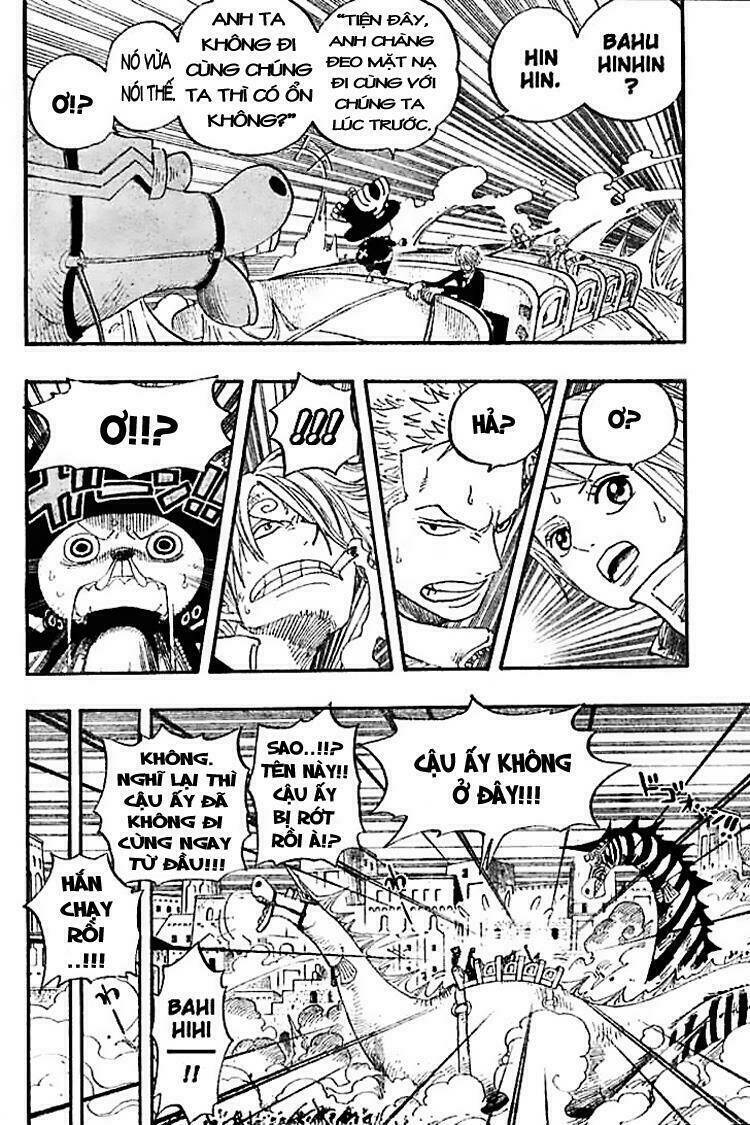 BAHU
HINHIN
?
HIN
HIN.
"TIỆN ĐÂY,
ANH CHÀNG
ĐEO MẶT NẠ
ĐI CÙNG VỚI
CHÚNG TA
LÚC TRƯỚC.
ANH TA
KHÔNG ĐI
CÙNG CHÚNG
TA THÌ CÓ ỔN
KHÔNG?"
NÓ VỪA
NÓI THẾ.
Ơ!?
Ơ?
HẢ?
!!!
Ơ!!?
ガーン!!
CẬU ẤY KHÔNG
Ở ĐÂY!!!
SAO..!!?
TÊN NÀY!!
CẬU ẤY
BỊ RỚT
RỒI À!?
KHÔNG.
NGHĨ LẠI THÌ
CẬU ẤY ĐÃ
KHÔNG ĐI
CÙNG NGAY
TỪ ĐẦU!!!
BAHI
HIHI
!!
HẮN
CHẠY
RỒI
..!!!